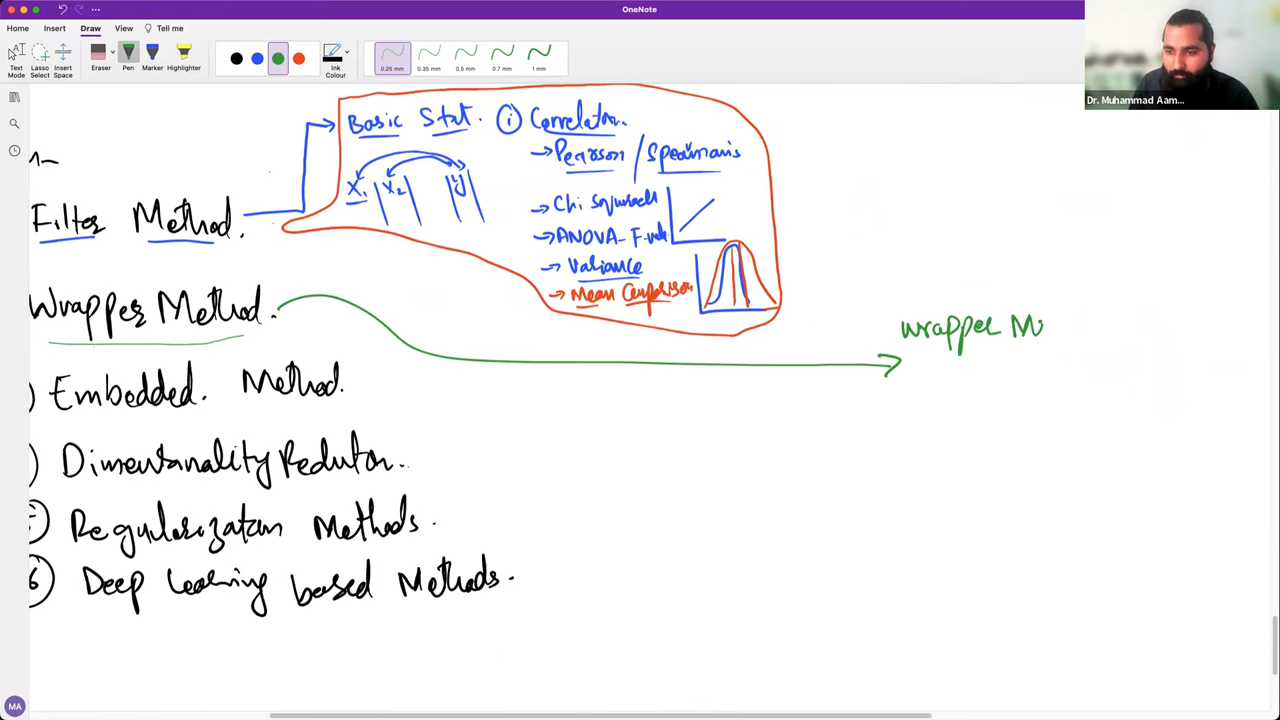 OneNote
Home Insert Draw View Tell me
Text Mode
Lasso Select
Insert Space
Eraser
Pen
Marker
Highlighter
Ink Colour
0.25 mm
0.35 mm
0.5 mm
0.7 mm
1 mm
Dr. Muhammad Aam...
Basic Stat. (i) Correlation.
→ Pearson / Spearman's
X₁ X₂ y
→ Chi Squared
→ ANOVA - F.
→ Variance
→ Mean Comparison
Filter Method.
Wrapper Method.
wrapper M
) Embedded. Method.
) Dimentanality Redution.
Regularization Methods.
6) Deep learning based Methods.
MA